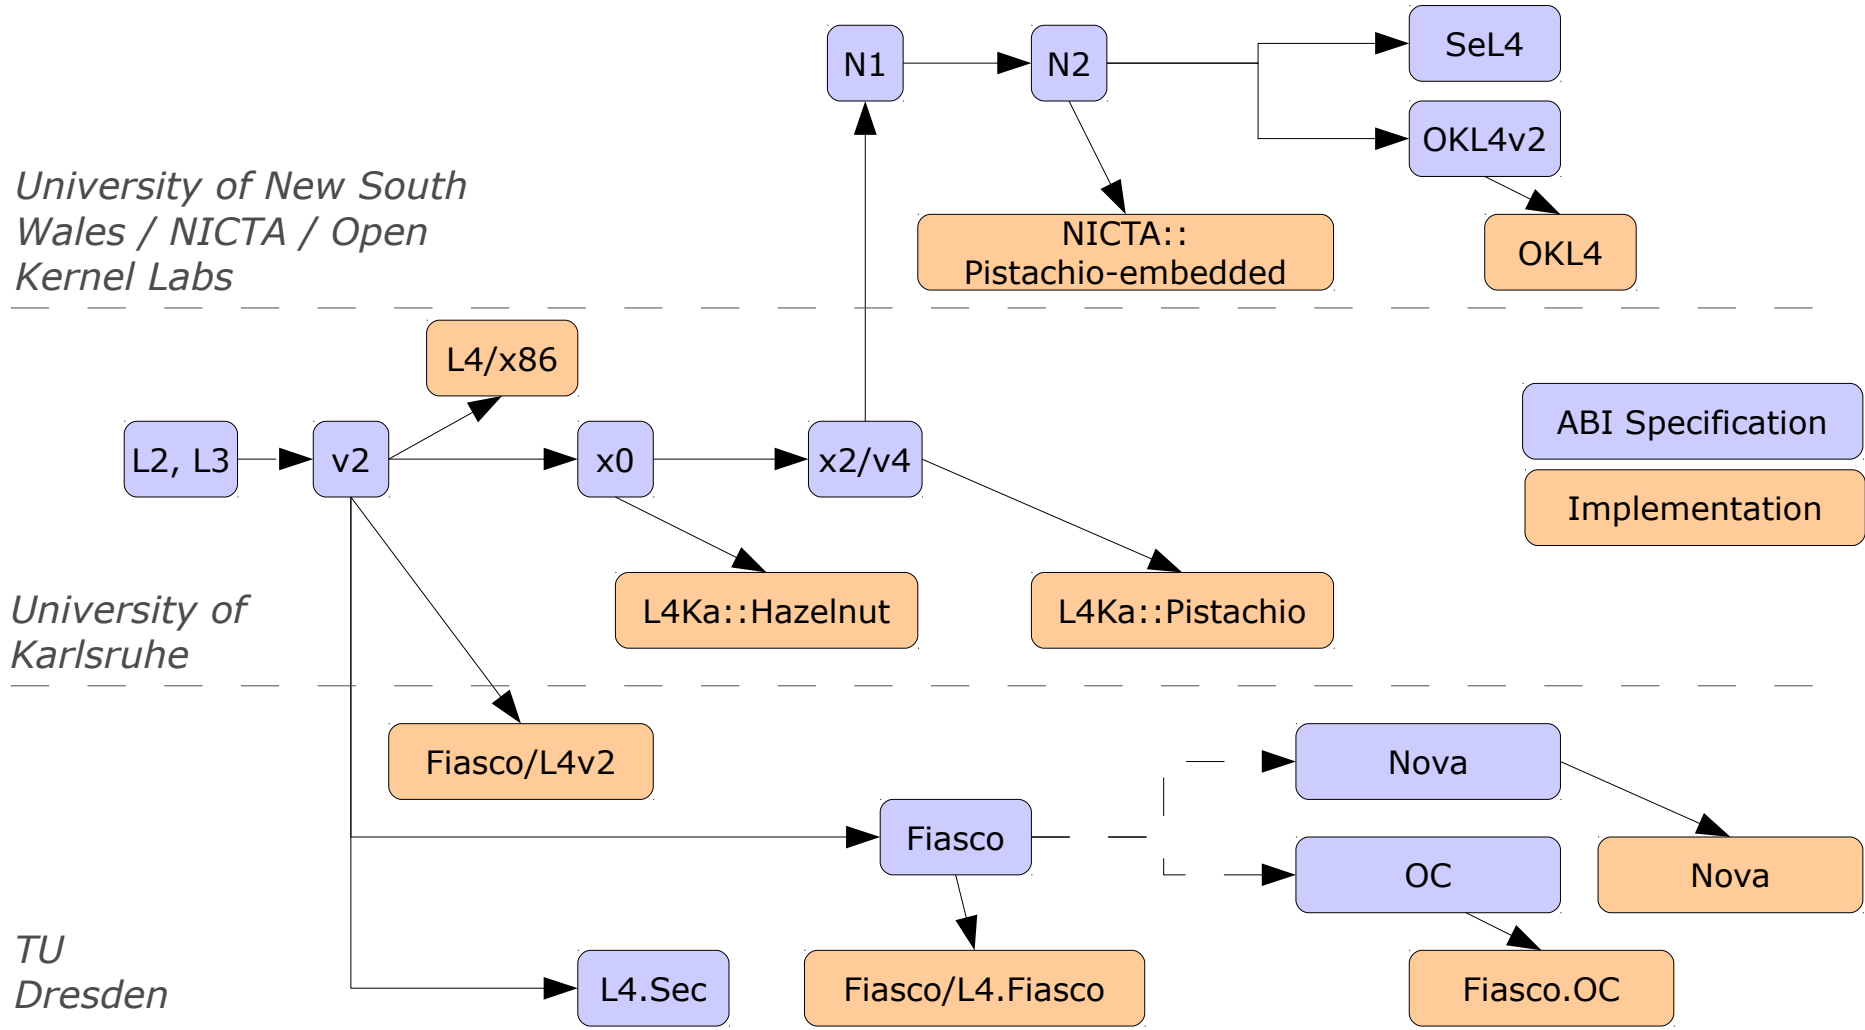 SeL4
N1
N2
OKL4v2
University of New South
Wales / NICTA / Open
Kernel Labs
NICTA::
Pistachio-embedded
OKL4
L4/x86
ABI Specification
L2, L3
v2
x0
x2/v4
Implementation
L4Ka::Hazelnut
L4Ka::Pistachio
University of
Karlsruhe
Fiasco/L4v2
Nova
Fiasco
OC
Nova
TU
Dresden
L4.Sec
Fiasco/L4.Fiasco
Fiasco.OC